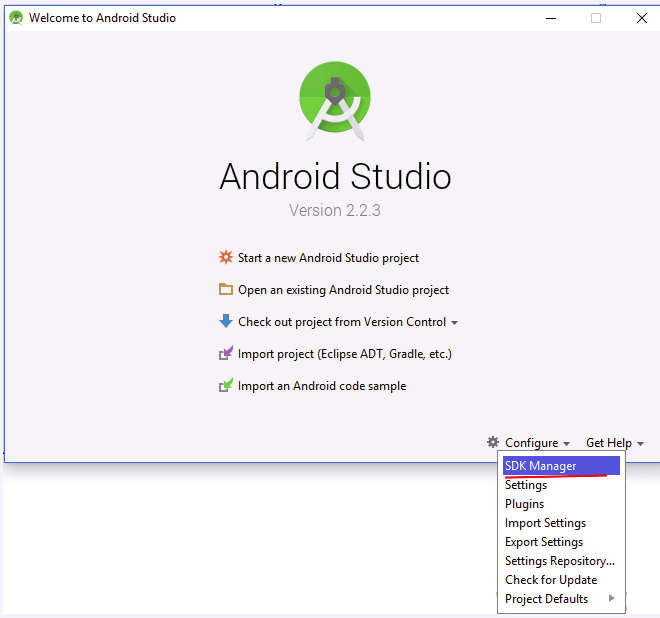 Welcome to Android Studio
Android Studio
Version 2.2.3
Start a new Android Studio project
Open an existing Android Studio project
Check out project from Version Control
Import project (Eclipse ADT, Gradle, etc.)
Import an Android code sample
Configure Get Help
SDK Manager
Settings
Plugins
Import Settings
Export Settings
Settings Repository...
Check for Update
Project Defaults